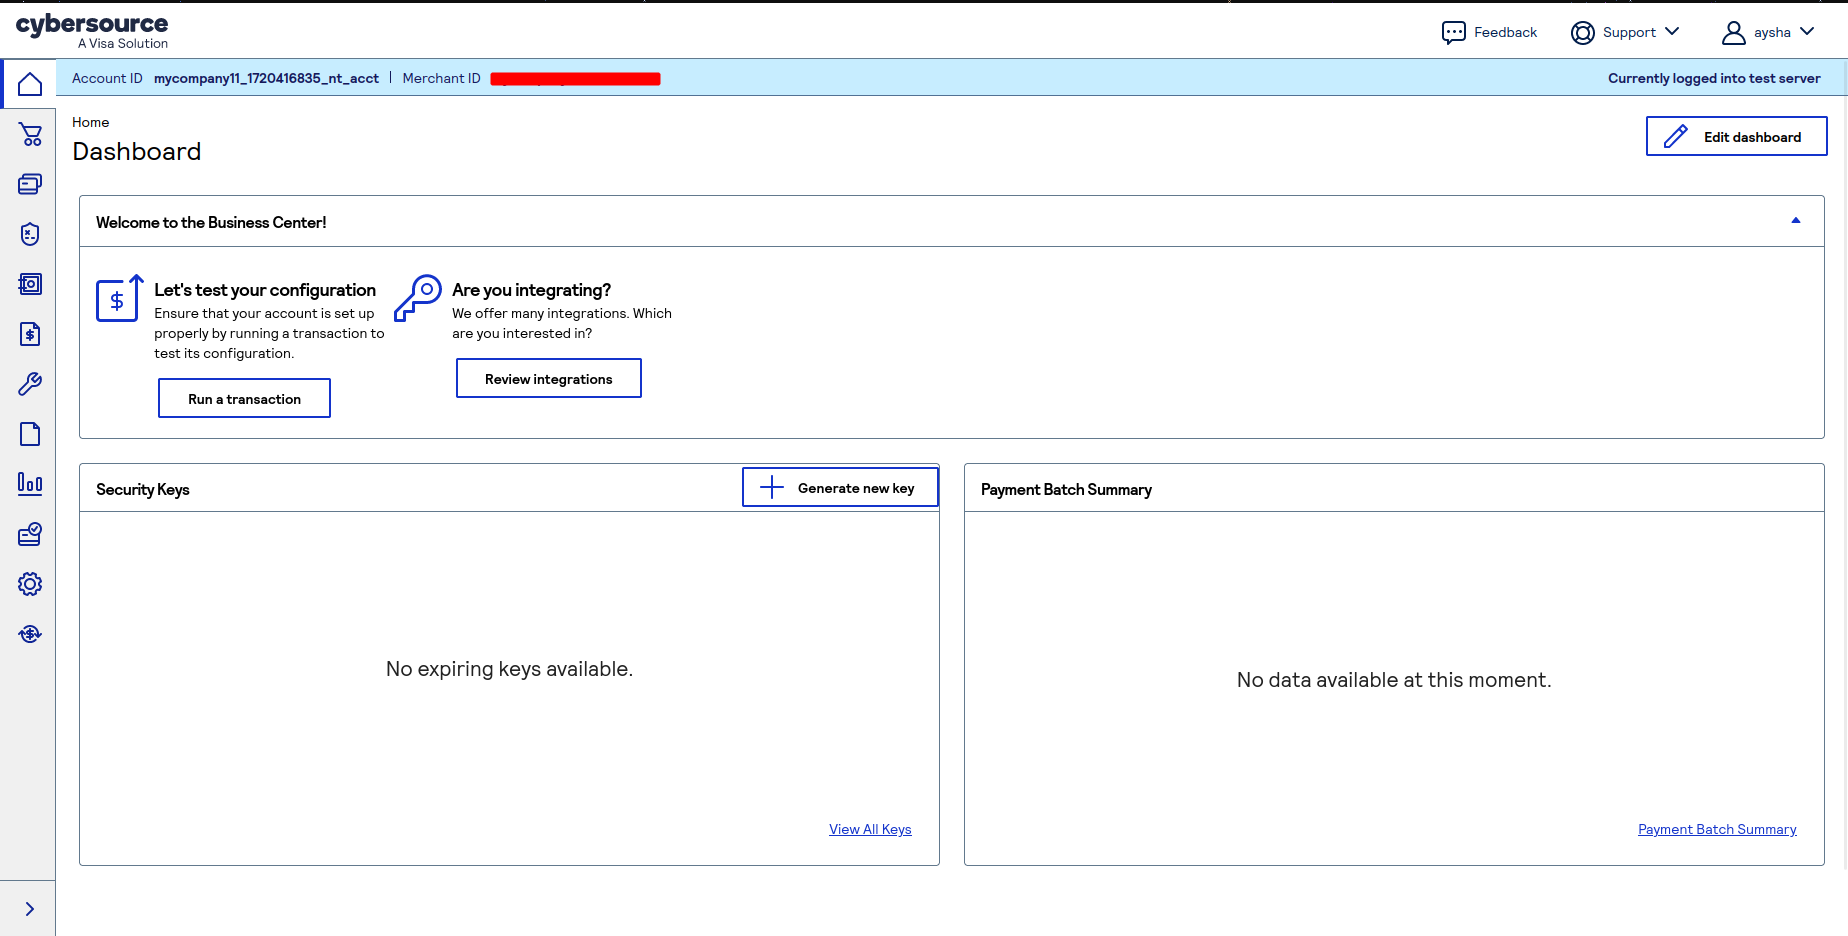 cybersource
A Visa Solution
Feedback
Support
aysha
Account ID mycompany11_1720416835_nt_acct | Merchant ID
Currently logged into test server
Home
Dashboard
Edit dashboard
Welcome to the Business Center!
Let's test your configuration
Ensure that your account is set up
properly by running a transaction to
test its configuration.
Run a transaction
Are you integrating?
We offer many integrations. Which
are you interested in?
Review integrations
Security Keys
Generate new key
No expiring keys available.
View All Keys
Payment Batch Summary
No data available at this moment.
Payment Batch Summary